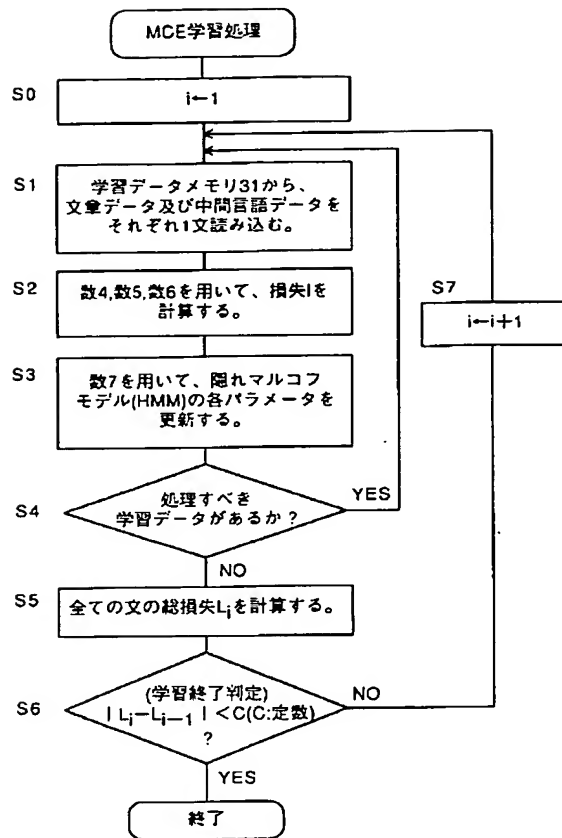 MCE学習処理
S0
i←1
S1
学習データメモリ31から、
文章データ及び中間言語データを
それぞれ1文読み込む。
S2
数4,数5,数6を用いて、損失lを
計算する。
S7
i←i+1
S3
数7を用いて、隠れマルコフ
モデル(HMM)の各パラメータを
更新する。
S4
処理すべき
学習データがあるか?
YES
NO
S5
全ての文の総損失Liを計算する。
S6
(学習終了判定)
| Li−Li−1 | <C(C:定数)
?
NO
YES
終了